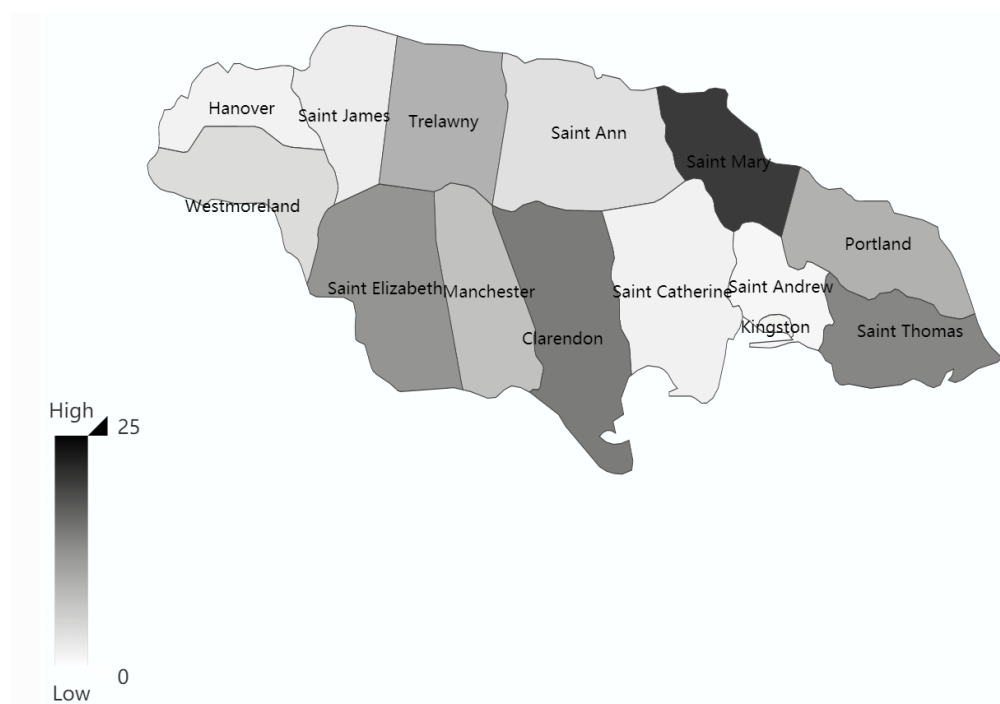 Hanover
Saint James
Trelawny
Saint Ann
Saint Mary
Westmoreland
Portland
Saint Elizabeth
Manchester
Saint Catherine
Saint Andrew
Kingston
Saint Thomas
Clarendon
High
25
0
Low